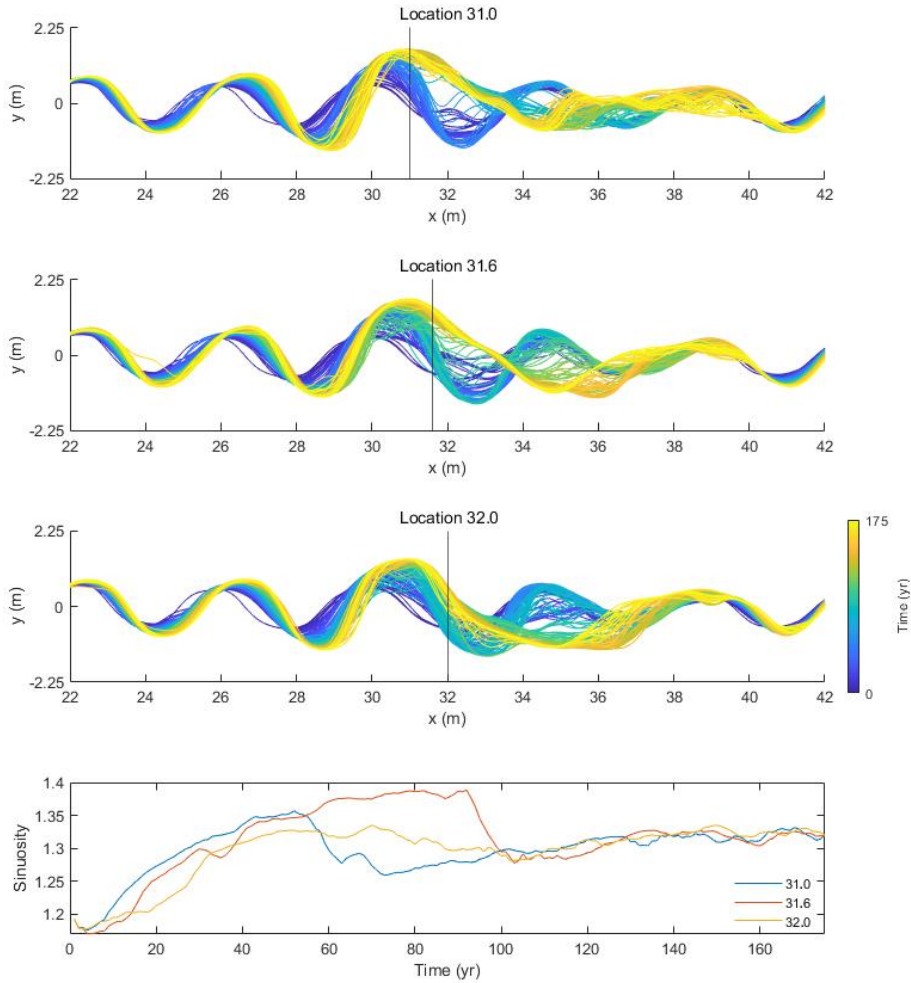 Location 31.0
2.25
y (m)
0
-2.25
22 24 26 28 30 32 34 36 38 40 42
x (m)
Location 31.6
2.25
y (m)
0
-2.25
22 24 26 28 30 32 34 36 38 40 42
x (m)
Location 32.0
2.25
y (m)
0
-2.25
22 24 26 28 30 32 34 36 38 40 42
x (m)
175
Time (yr)
0
1.4
1.35
1.3
1.25
1.2
Sinuosity
31.0
31.6
32.0
0 20 40 60 80 100 120 140 160
Time (yr)